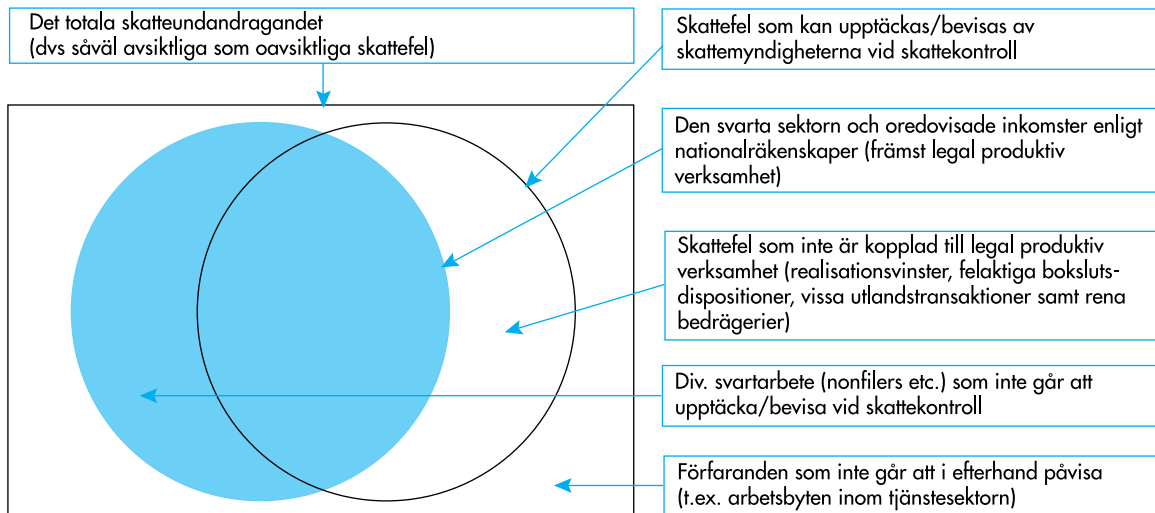 Det totala skatteundandragandet
(dvs såväl avsiktliga som oavsiktliga skattefel)
Skattefel som kan upptäckas/bevisas av
skattemyndigheterna vid skattekontroll
Den svarta sektorn och oredovisade inkomster enligt
nationalräkenskaper (främst legal produktiv
verksamhet)
Skattefel som inte är kopplad till legal produktiv
verksamhet (realisationsvinster, felaktiga boksluts-
dispositioner, vissa utlandstransaktioner samt rena
bedrägerier)
Div. svartarbete (nonfilers etc.) som inte går att
upptäcka/bevisa vid skattekontroll
Förfaranden som inte går att i efterhand påvisa
(t.ex. arbetsbyten inom tjänstesektorn)